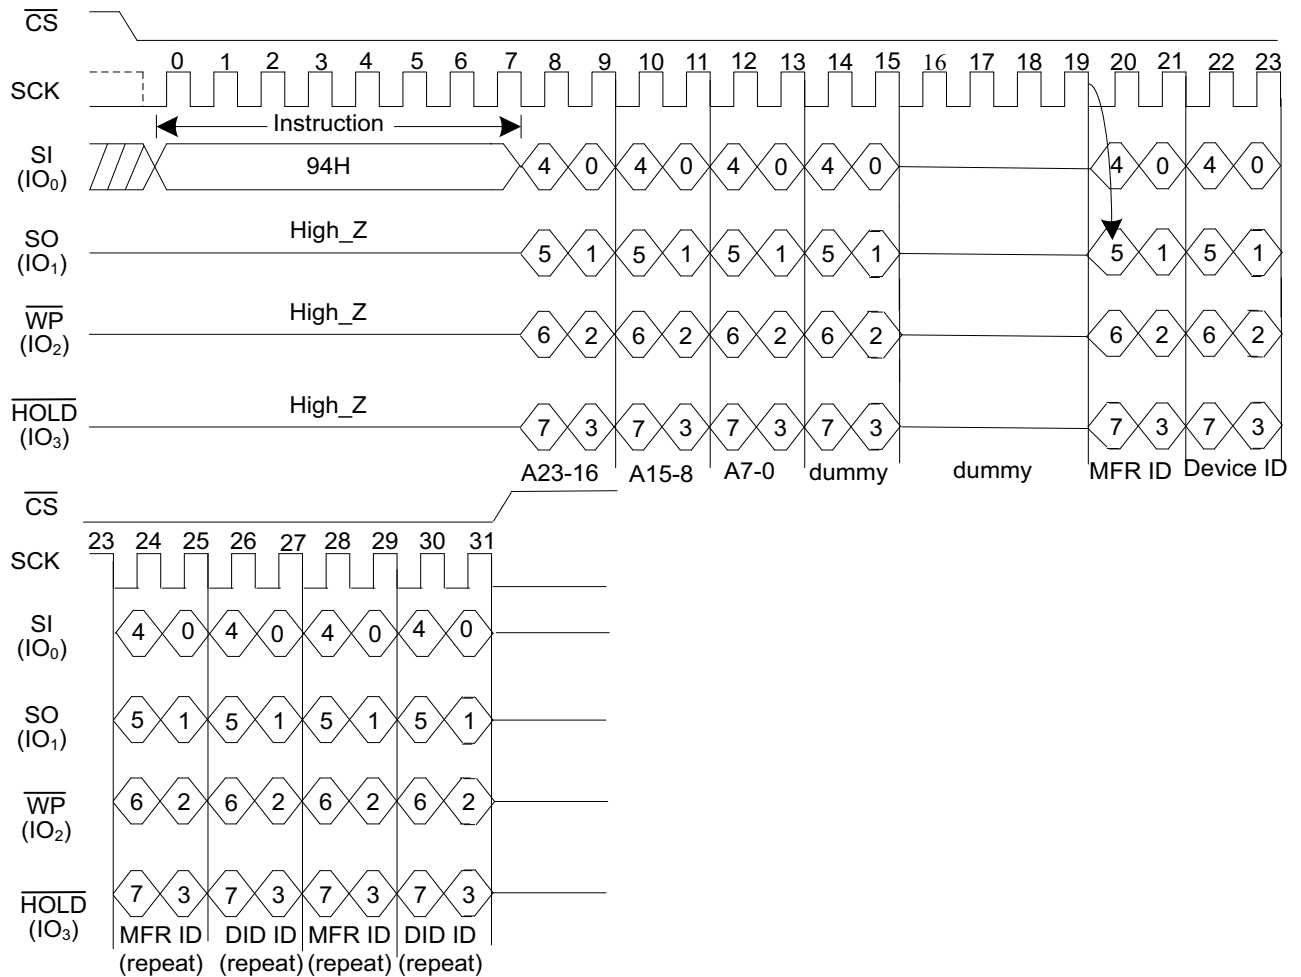 CS
0 1 2 3 4 5 6 7 8 9 10 11 12 13 14 15 16 17 18 19 20 21 22 23
SCK
Instruction
SI
(IO0)
94H 4 0 4 0 4 0 4 0 4 0 4 0
SO
(IO1)
High_Z 5 1 5 1 5 1 5 1 5 1 5 1
WP
(IO2)
High_Z 6 2 6 2 6 2 6 2 6 2 6 2
HOLD
(IO3)
High_Z 7 3 7 3 7 3 7 3 7 3 7 3
A23-16 A15-8 A7-0 dummy dummy MFR ID Device ID
CS
23 24 25 26 27 28 29 30 31
SCK
SI
(IO0)
4 0 4 0 4 0 4 0
SO
(IO1)
5 1 5 1 5 1 5 1
WP
(IO2)
6 2 6 2 6 2 6 2
HOLD
(IO3)
7 3 7 3 7 3 7 3
MFR ID DID ID MFR ID DID ID
(repeat) (repeat) (repeat) (repeat)